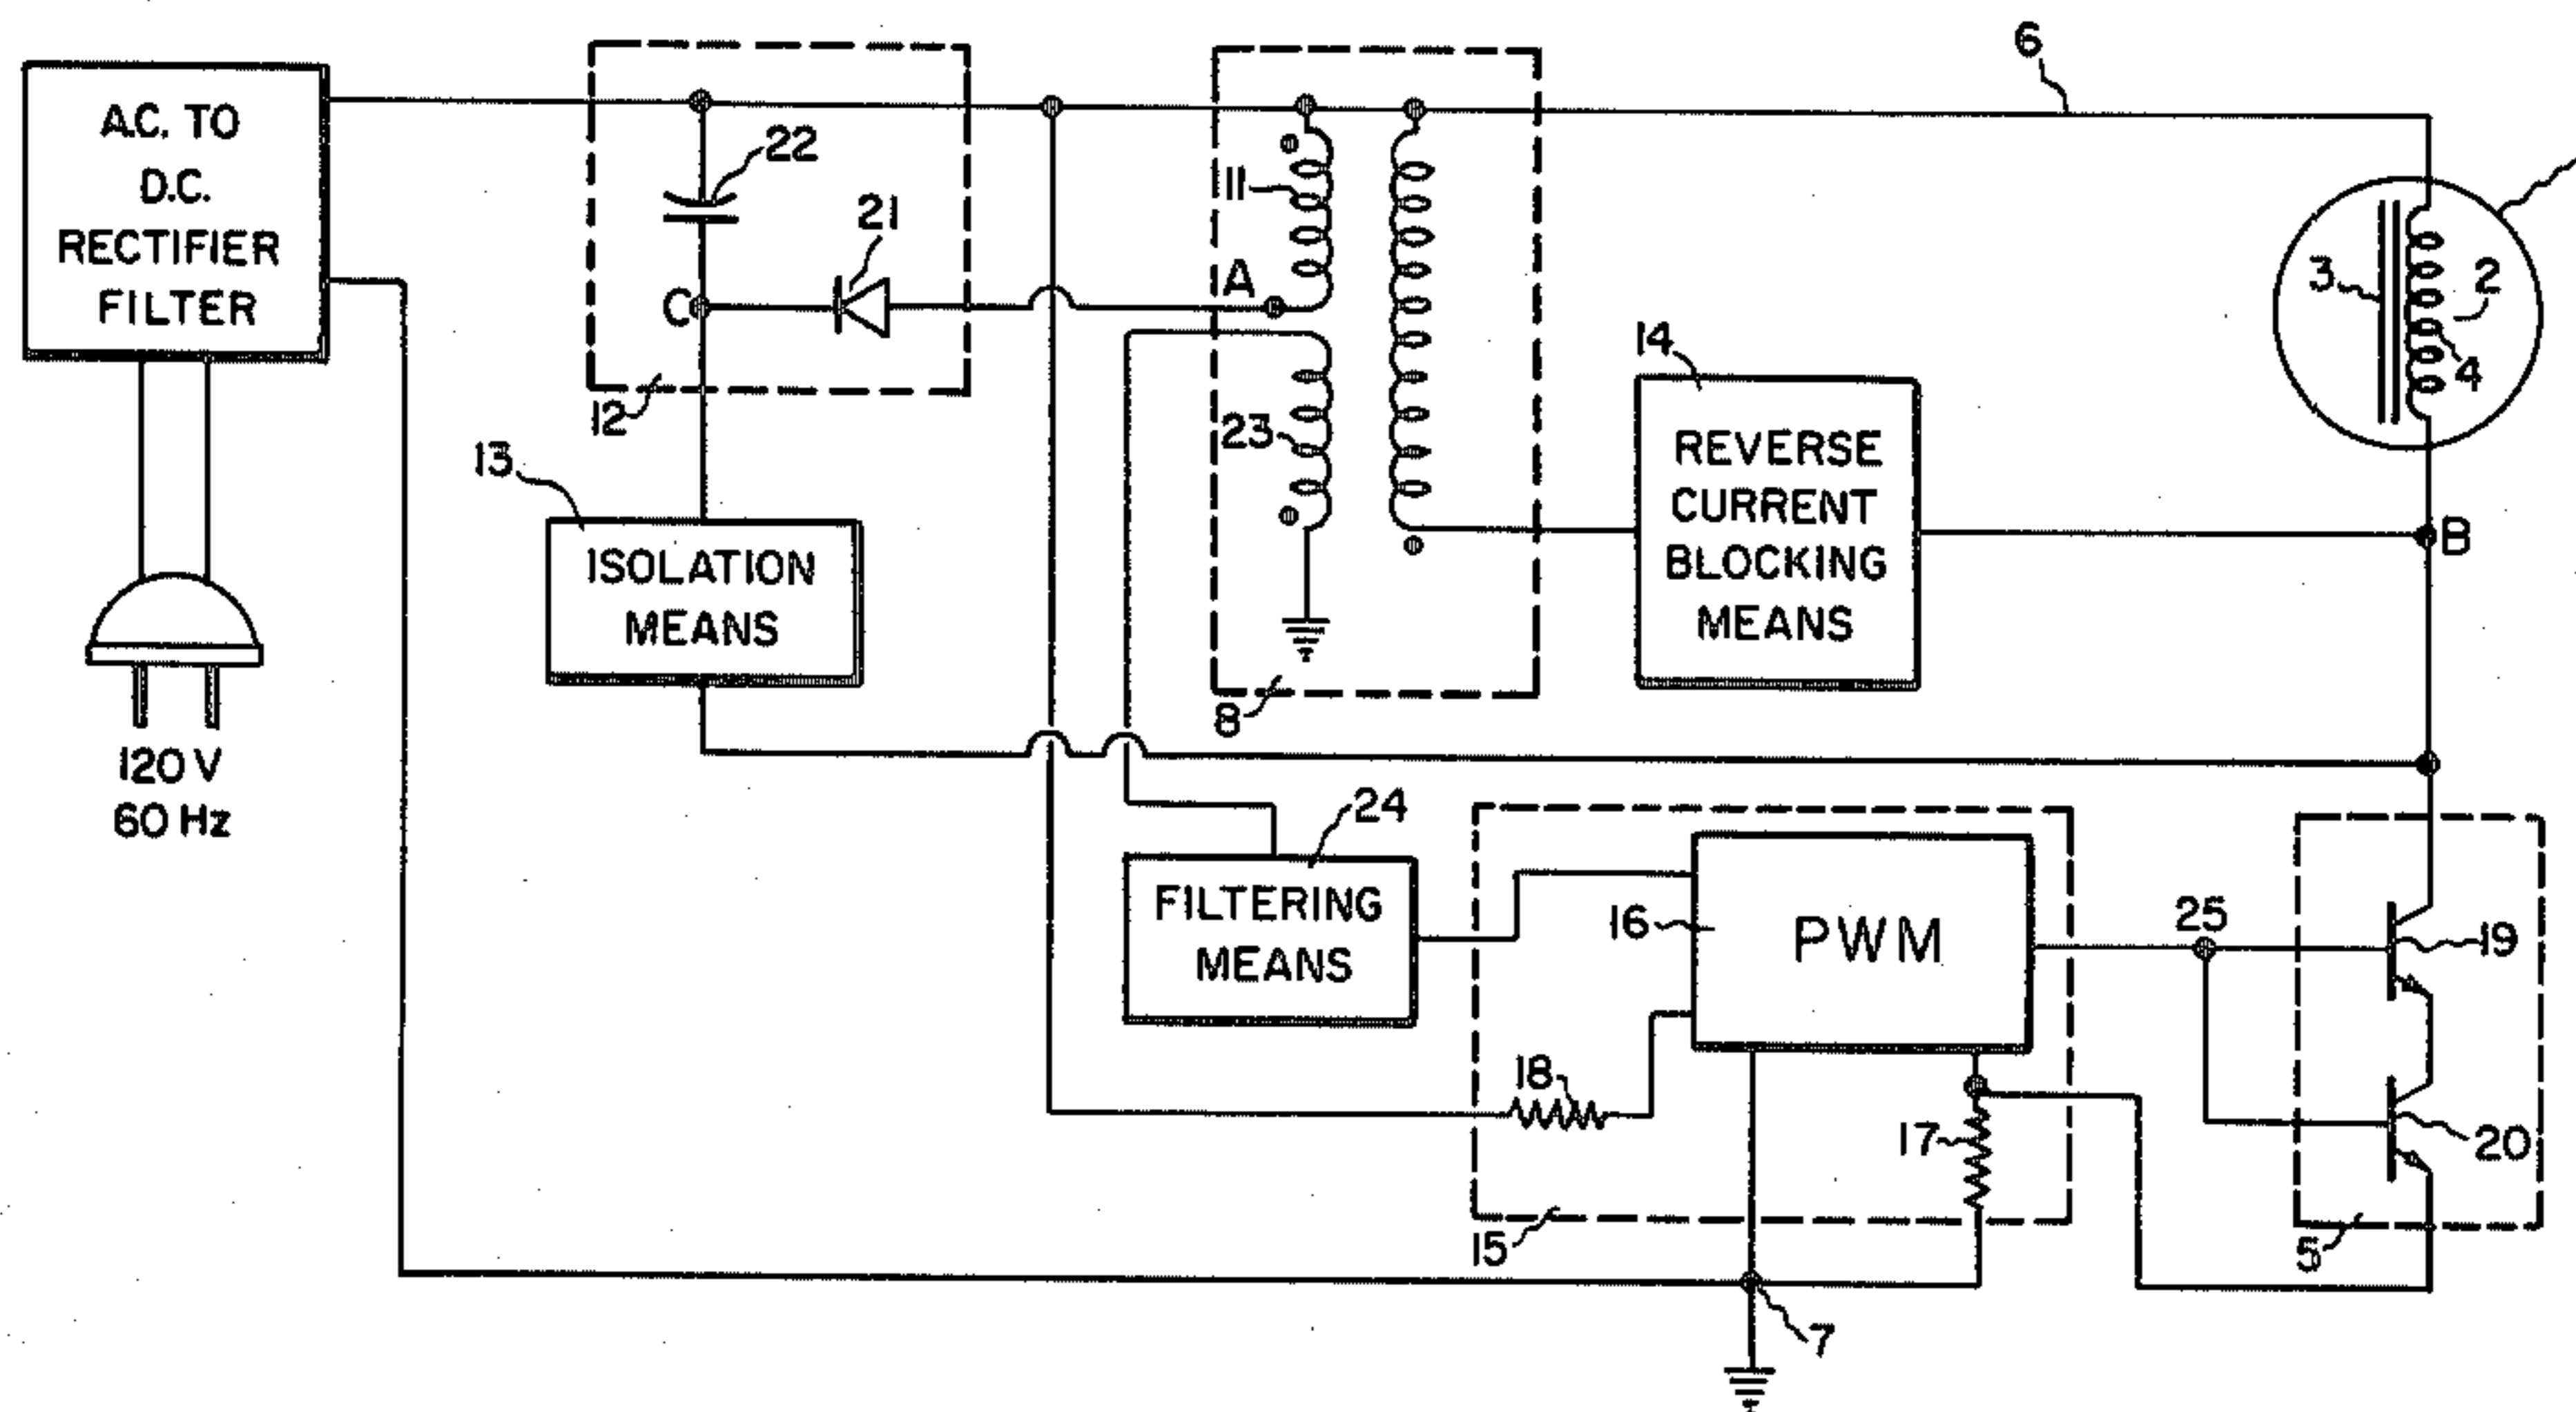 A.C. TO
D.C.
RECTIFIER
FILTER
120 V
60 Hz
22
21
C
12
13
ISOLATION
MEANS
11
A
23
8
6
14
REVERSE
CURRENT
BLOCKING
MEANS
3
2
4
B
24
FILTERING
MEANS
16
PWM
18
17
15
25
19
20
5
7